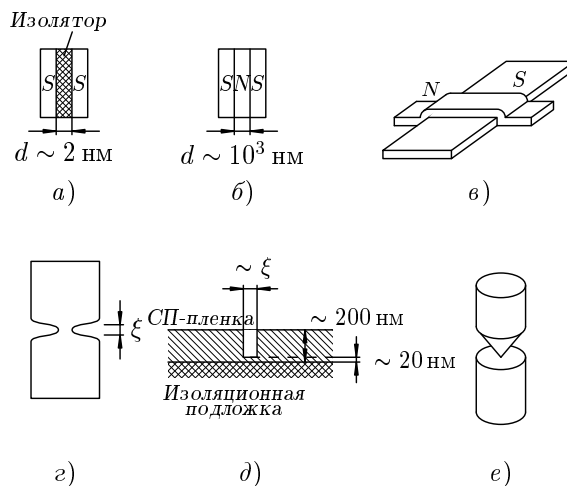 Изолятор
S S
S N S
N
S
d ~ 2 нм
d ~ 10³ нм
а)
б)
в)
~ ξ
ξ
СП-пленка
~ 200 нм
~ 20 нм
Изоляционная
подложка
г)
д)
е)